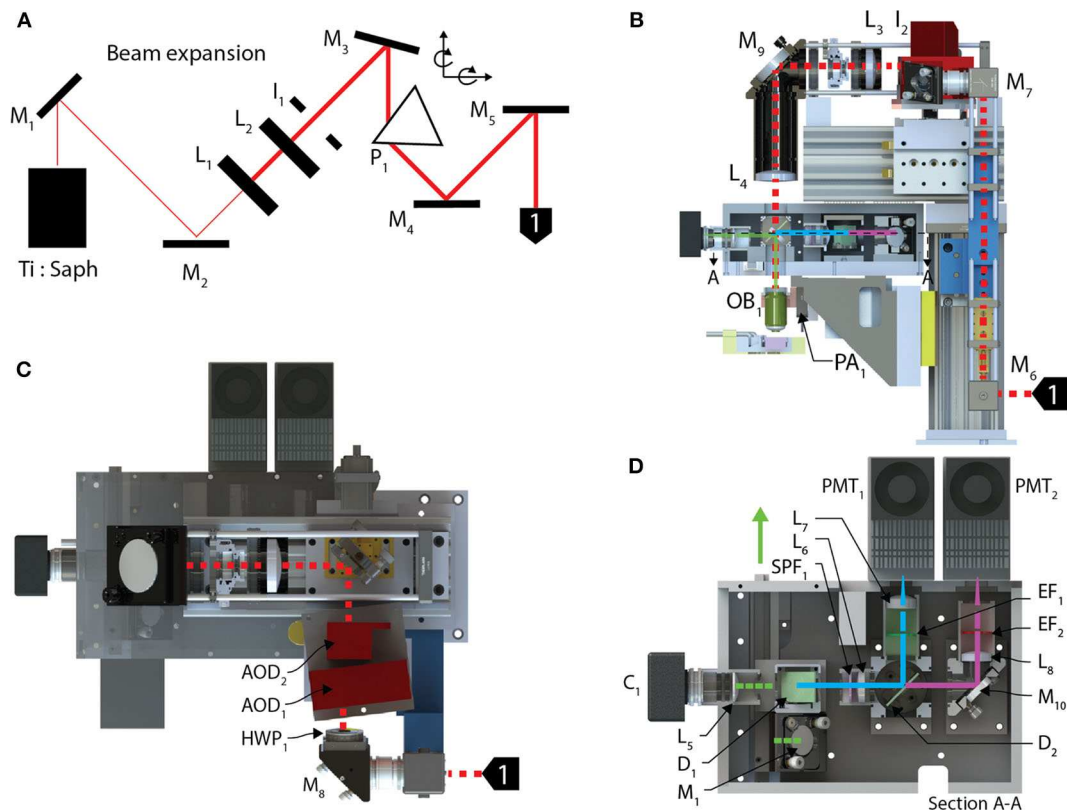 A
Beam expansion
M1
Ti : Saph
M2
L1
L2
I1
M3
P1
M4
M5
1
B
M9
L3
I2
M7
L4
A
A
OB1
PA1
M6
1
C
AOD2
AOD1
HWP1
M8
1
D
PMT1
PMT2
L7
L6
SPF1
EF1
EF2
L8
M10
D2
C1
L5
D1
M1
Section A-A